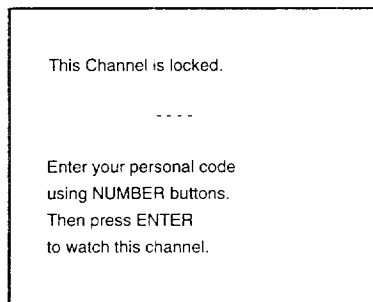 This Channel is locked.
- - - -
Enter your personal code
using NUMBER buttons.
Then press ENTER
to watch this channel.